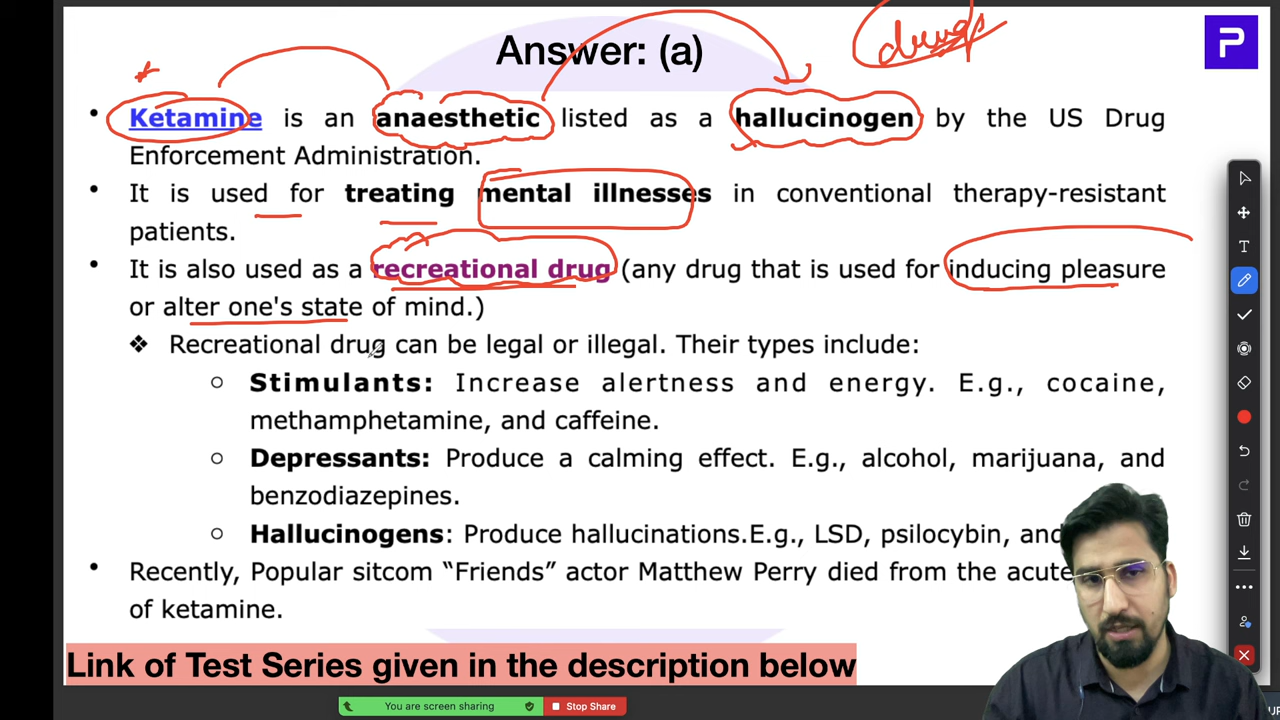 Answer: (a)
drugs
P
• Ketamine is an anaesthetic listed as a hallucinogen by the US Drug
Enforcement Administration.
• It is used for treating mental illnesses in conventional therapy-resistant
patients.
• It is also used as a recreational drug (any drug that is used for inducing pleasure
or alter one's state of mind.)
❖ Recreational drug can be legal or illegal. Their types include:
○ Stimulants: Increase alertness and energy. E.g., cocaine,
methamphetamine, and caffeine.
○ Depressants: Produce a calming effect. E.g., alcohol, marijuana, and
benzodiazepines.
○ Hallucinogens: Produce hallucinations.E.g., LSD, psilocybin, and
• Recently, Popular sitcom “Friends” actor Matthew Perry died from the acute
of ketamine.
Link of Test Series given in the description below
You are screen sharing
Stop Share